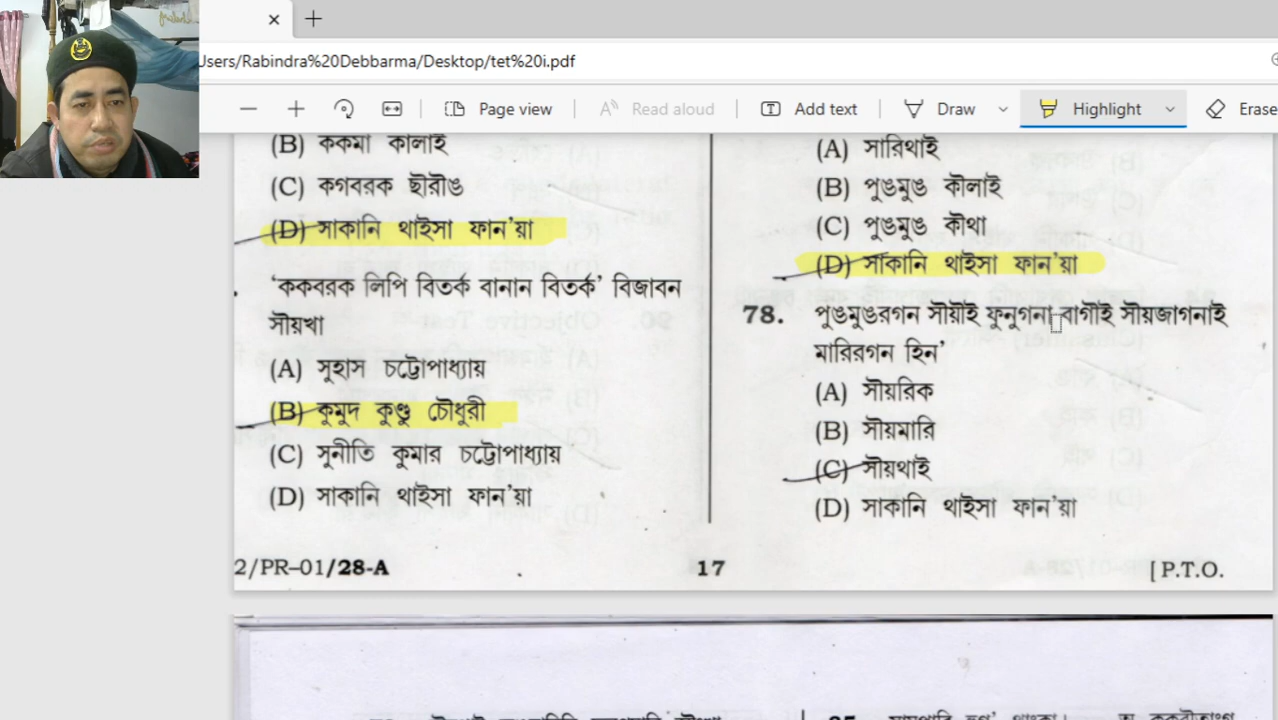 Users/Rabindra%20Debbarma/Desktop/tet%20i.pdf
Page view
Read aloud
Add text
Draw
Highlight
Erase
(B) ককমা কালাই
(C) কগবরক ছীরীঙ
(D) সাকানি থাইসা ফান'য়া
'ককবরক লিপি বিতর্ক বানান বিতর্ক' বিজাবন
সীয়খা
(A) সুহাস চট্টোপাধ্যায়
(B) কুমুদ কুণ্ডু চৌধুরী
(C) সুনীতি কুমার চট্টোপাধ্যায়
(D) সাকানি থাইসা ফান'য়া
(A) সারিথাই
(B) পুঙমুঙ কীলাই
(C) পুঙমুঙ কীথা
(D) সাকানি থাইসা ফান'য়া
78. পুঙমুঙরগন সীয়াই ফুনুগনা বাগীই সীয়জাগনাই
মারিরগন হিন'
(A) সীয়রিক
(B) সীয়মারি
(C) সীয়থাই
(D) সাকানি থাইসা ফান'য়া
2/PR–01/28-A
17
[ P.T.O.